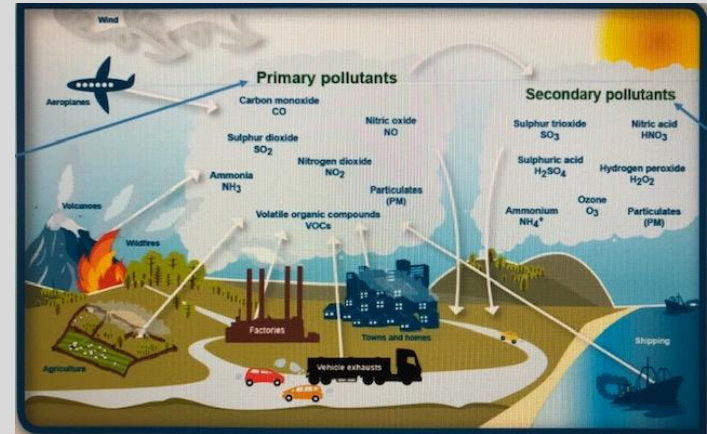 Wind
Aeroplanes
Primary pollutants
Carbon monoxide
CO
Nitric oxide
NO
Sulphur dioxide
SO2
Nitrogen dioxide
NO2
Ammonia
NH3
Particulates
(PM)
Volatile organic compounds
VOCs
Secondary pollutants
Sulphur trioxide
SO3
Nitric acid
HNO3
Sulphuric acid
H2SO4
Hydrogen peroxide
H2O2
Ozone
O3
Ammonium
NH4+
Particulates
(PM)
Volcanoes
Wildfires
Factories
Towns and homes
Vehicle exhausts
Agriculture
Shipping